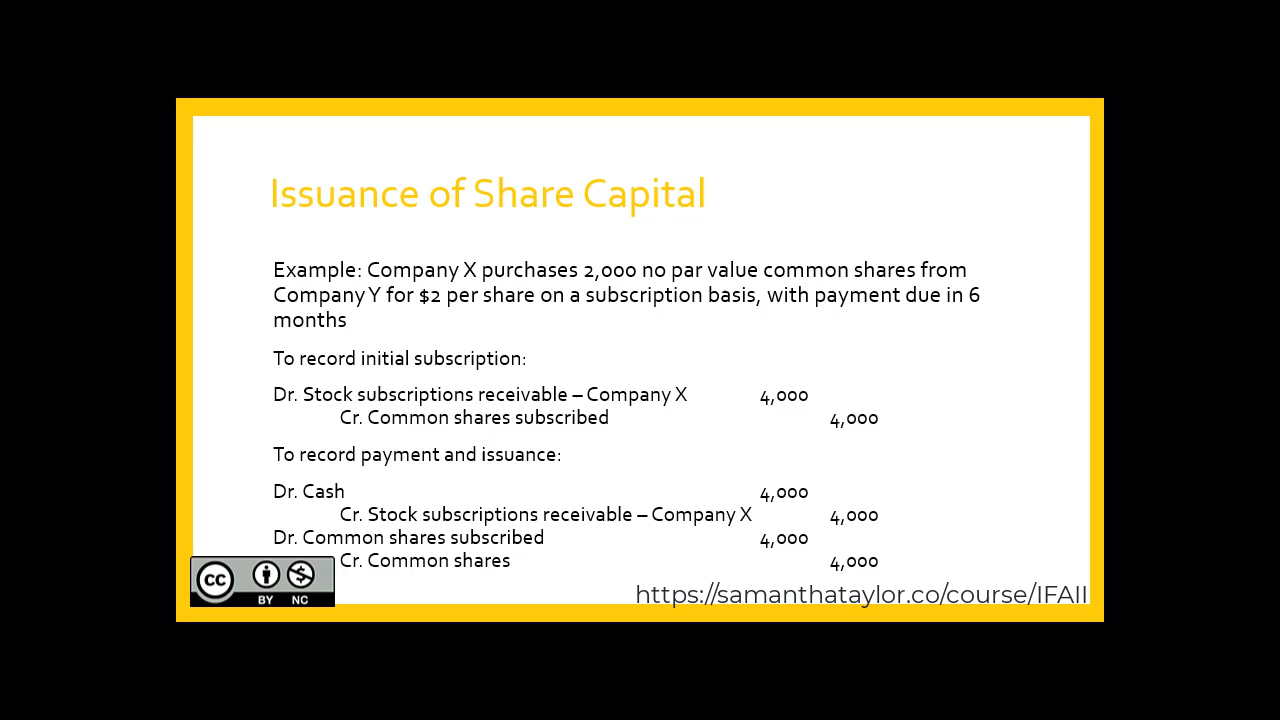 Issuance of Share Capital
Example: Company X purchases 2,000 no par value common shares from
Company Y for $2 per share on a subscription basis, with payment due in 6
months
To record initial subscription:
Dr. Stock subscriptions receivable – Company X 4,000
Cr. Common shares subscribed 4,000
To record payment and issuance:
Dr. Cash 4,000
Cr. Stock subscriptions receivable – Company X 4,000
Dr. Common shares subscribed 4,000
Cr. Common shares 4,000
cc
BY NC
https://samanthataylor.co/course/IFAII